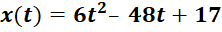 x(t) = 6t²– 48t + 17